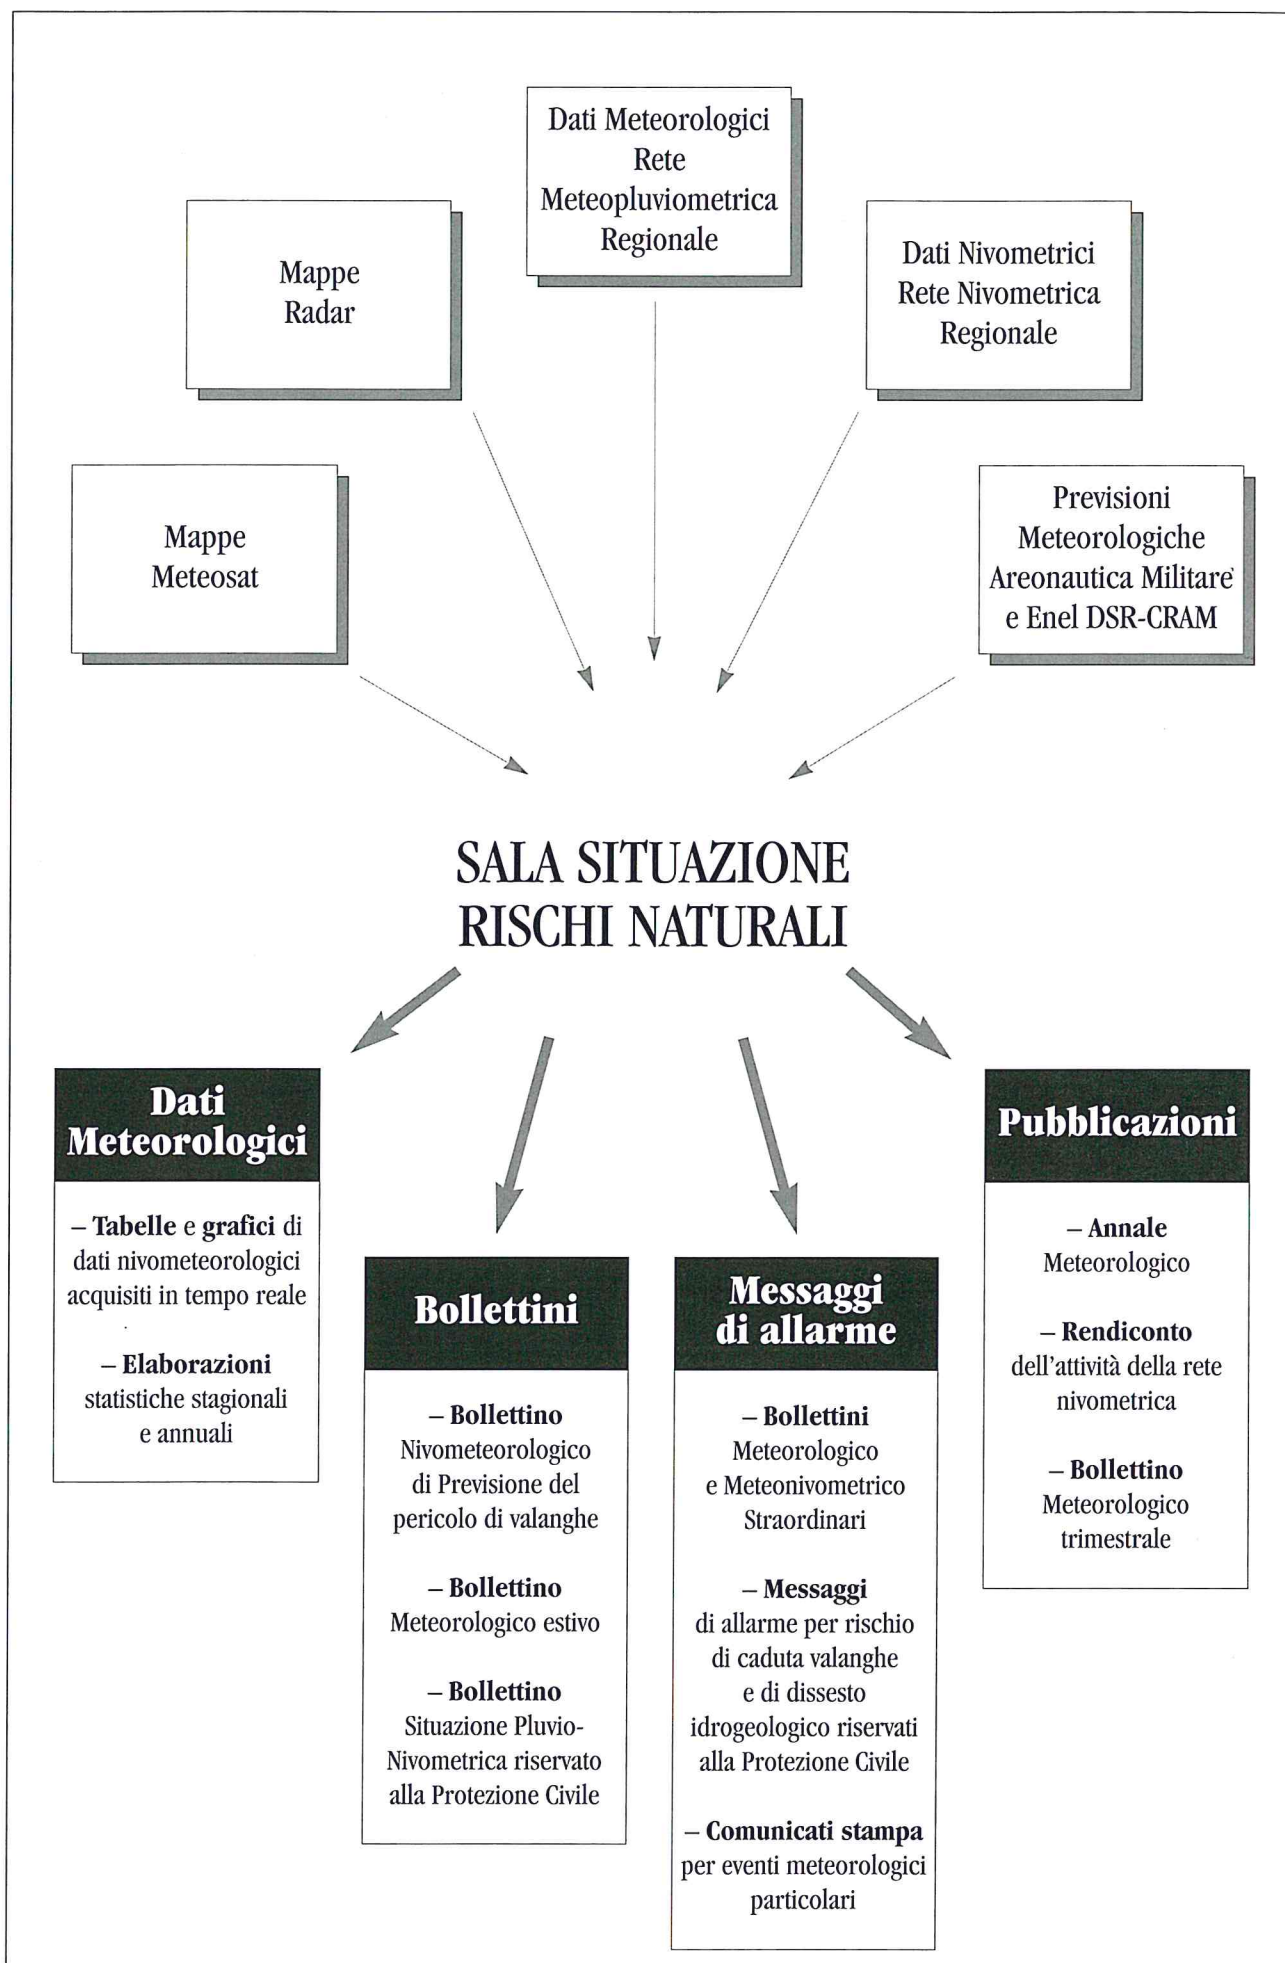 Dati Meteorologici
Rete
Meteopluviometrica
Regionale
Mappe
Radar
Dati Nivometrici
Rete Nivometrica
Regionale
Mappe
Meteosat
Previsioni
Meteorologiche
Areonautica Militare
e Enel DSR-CRAM
SALA SITUAZIONE
RISCHI NATURALI
Dati
Meteorologici
– Tabelle e grafici di
dati nivometeorologici
acquisiti in tempo reale
– Elaborazioni
statistiche stagionali
e annuali
Bollettini
– Bollettino
Nivometeorologico
di Previsione del
pericolo di valanghe
– Bollettino
Meteorologico estivo
– Bollettino
Situazione Pluvio-
Nivometrica riservato
alla Protezione Civile
Messaggi
di allarme
– Bollettini
Meteorologico
e Meteonivometrico
Straordinari
– Messaggi
di allarme per rischio
di caduta valanghe
e di dissesto
idrogeologico riservati
alla Protezione Civile
– Comunicati stampa
per eventi meteorologici
particolari
Pubblicazioni
– Annale
Meteorologico
– Rendiconto
dell'attività della rete
nivometrica
– Bollettino
Meteorologico
trimestrale